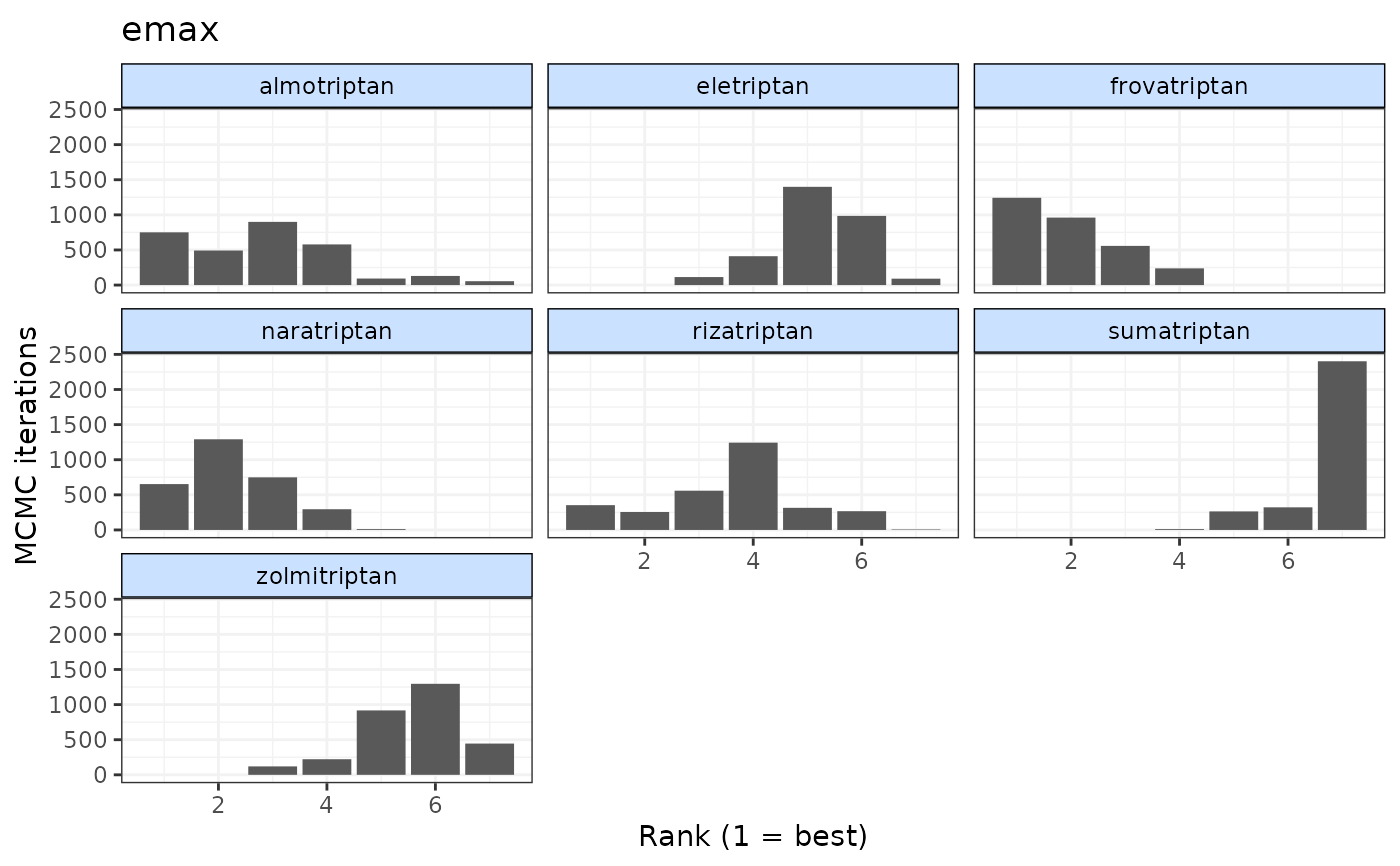 emax
almotriptan eletriptan frovatriptan
2500
2000
1500
1000
500
0
naratriptan rizatriptan sumatriptan
2500
2000
1500
1000
500
0
2 4 6 2 4 6
zolmitriptan
2500
2000
1500
1000
500
0
2 4 6
MCMC iterations
Rank (1 = best)